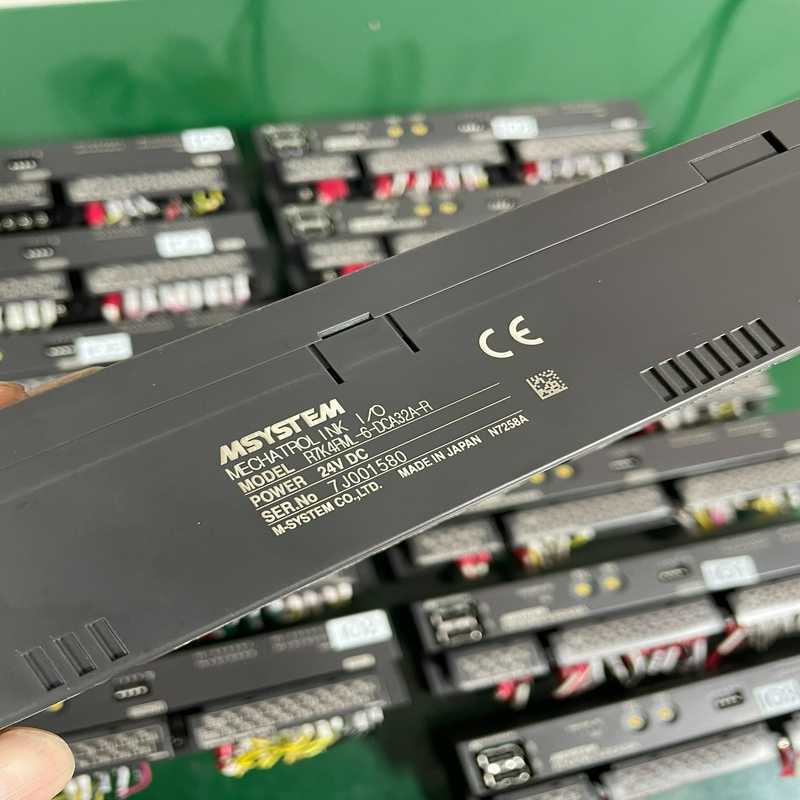 MSYSTEM
MECHATROLINK I/O
MODEL R7K4FML-6-DCA32A-R
POWER 24V DC
SER.No 7J001580
M-SYSTEM CO.,LTD. MADE IN JAPAN N7258A
CE